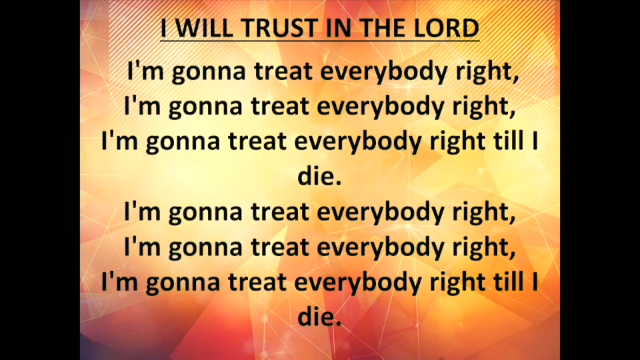 I WILL TRUST IN THE LORD
I'm gonna treat everybody right,
I'm gonna treat everybody right,
I'm gonna treat everybody right till I
die.
I'm gonna treat everybody right,
I'm gonna treat everybody right,
I'm gonna treat everybody right till I
die.